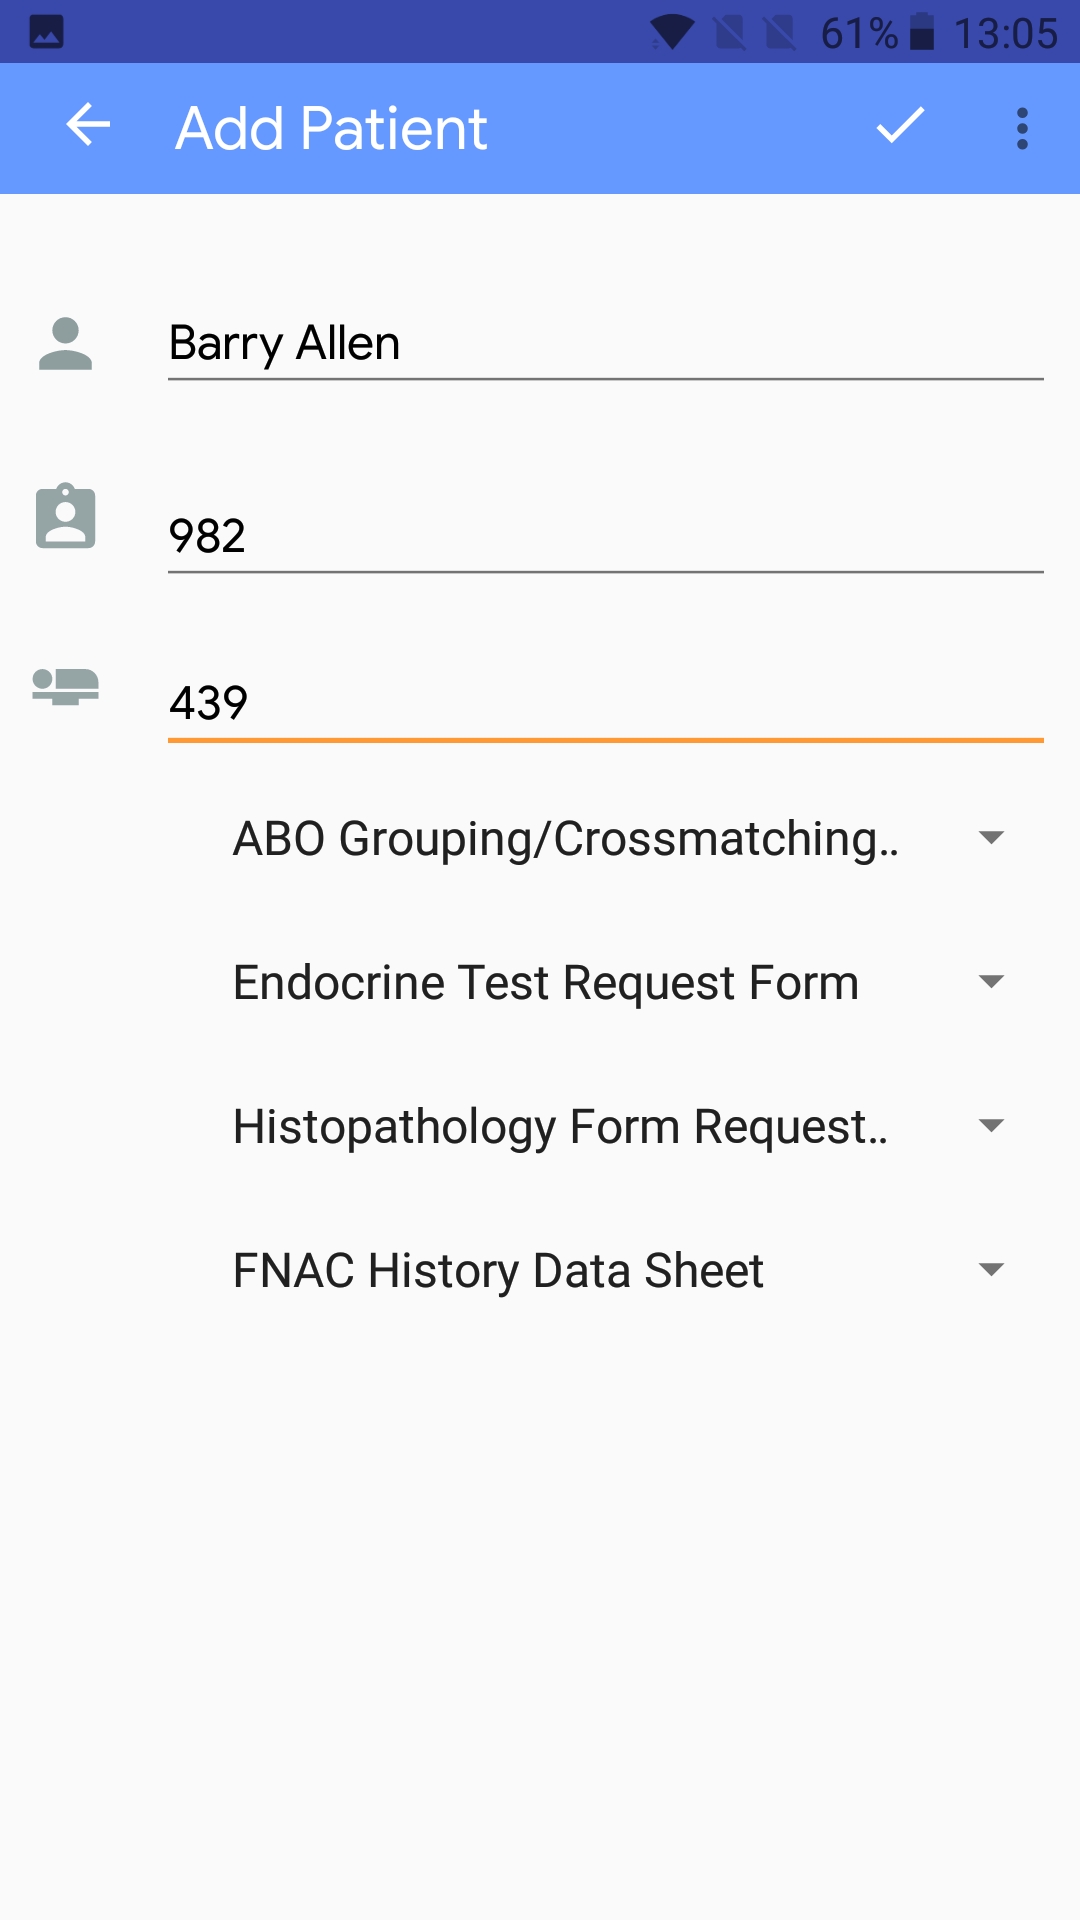 61% 13:05
Add Patient
Barry Allen
982
439
ABO Grouping/Crossmatching..
Endocrine Test Request Form
Histopathology Form Request..
FNAC History Data Sheet